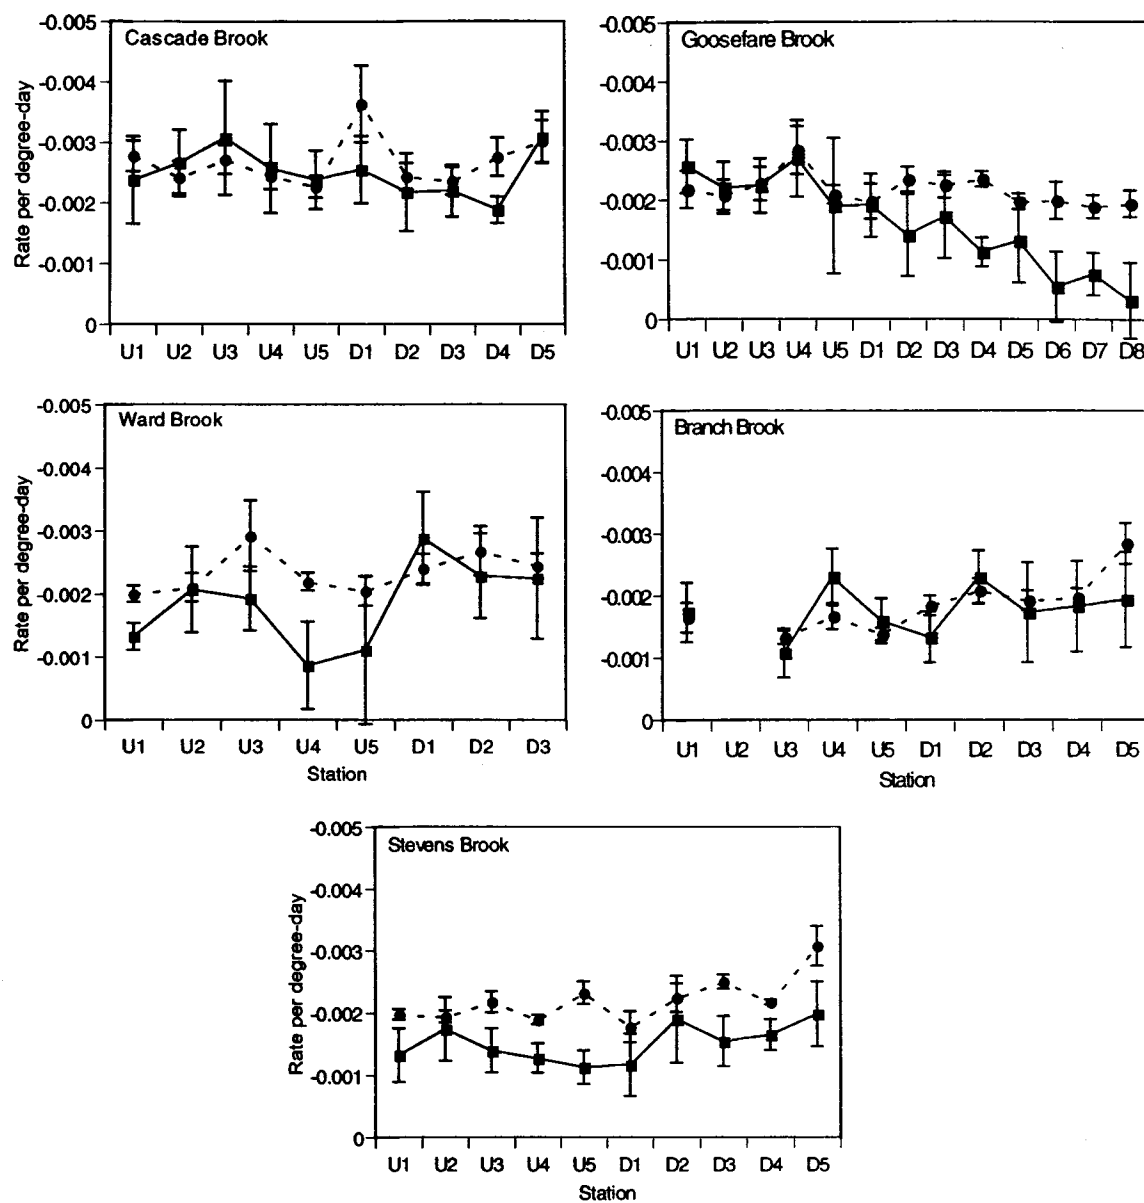 Cascade Brook
Rate per degree-day
-0.005
-0.004
-0.003
-0.002
-0.001
0
U1 U2 U3 U4 U5 D1 D2 D3 D4 D5
Goosefare Brook
-0.005
-0.004
-0.003
-0.002
-0.001
0
U1 U2 U3 U4 U5 D1 D2 D3 D4 D5 D6 D7 D8
Ward Brook
Rate per degree-day
-0.005
-0.004
-0.003
-0.002
-0.001
0
U1 U2 U3 U4 U5 D1 D2 D3
Station
Branch Brook
-0.005
-0.004
-0.003
-0.002
-0.001
0
U1 U2 U3 U4 U5 D1 D2 D3 D4 D5
Station
Stevens Brook
Rate per degree-day
-0.005
-0.004
-0.003
-0.002
-0.001
0
U1 U2 U3 U4 U5 D1 D2 D3 D4 D5
Station